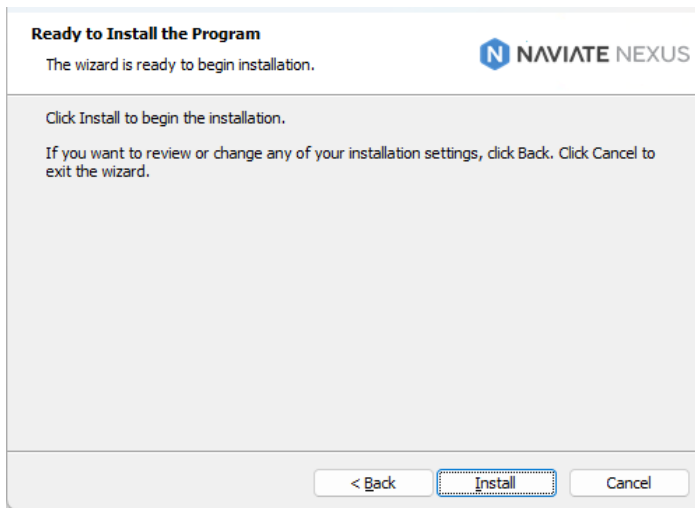 Ready to Install the Program
The wizard is ready to begin installation.
N NAVIATE NEXUS
Click Install to begin the installation.
If you want to review or change any of your installation settings, click Back. Click Cancel to
exit the wizard.
< Back
Install
Cancel